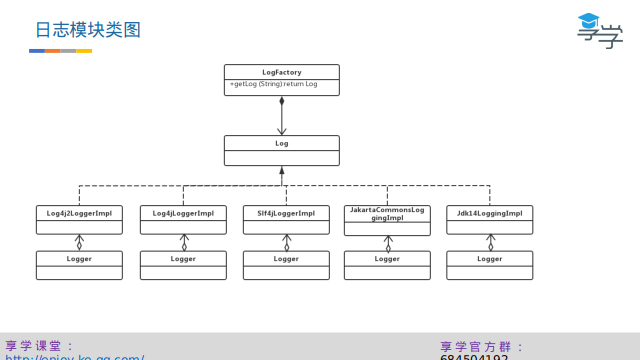 日志模块类图
享学
LogFactory
+getLog (String) return Log
Log
Log4j2LoggerImpl
Log4jLoggerImpl
Slf4jLoggerImpl
JakartaCommonsLog
gingImpl
Jdk14LoggingImpl
Logger
Logger
Logger
Logger
Logger
享学课堂：
http://enjoy.ke.qq.com/
享学官方群：
684504192